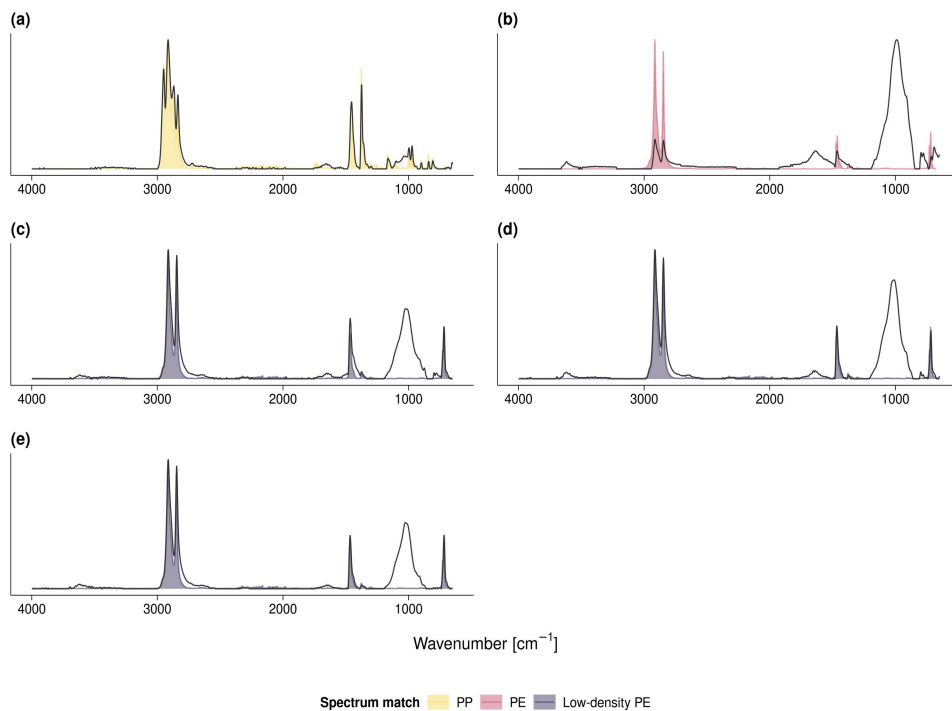 (a) (b)
4000 3000 2000 1000 4000 3000 2000 1000
(c) (d)
4000 3000 2000 1000 4000 3000 2000 1000
(e)
4000 3000 2000 1000
Wavenumber [cm⁻¹]
Spectrum match PP PE Low-density PE